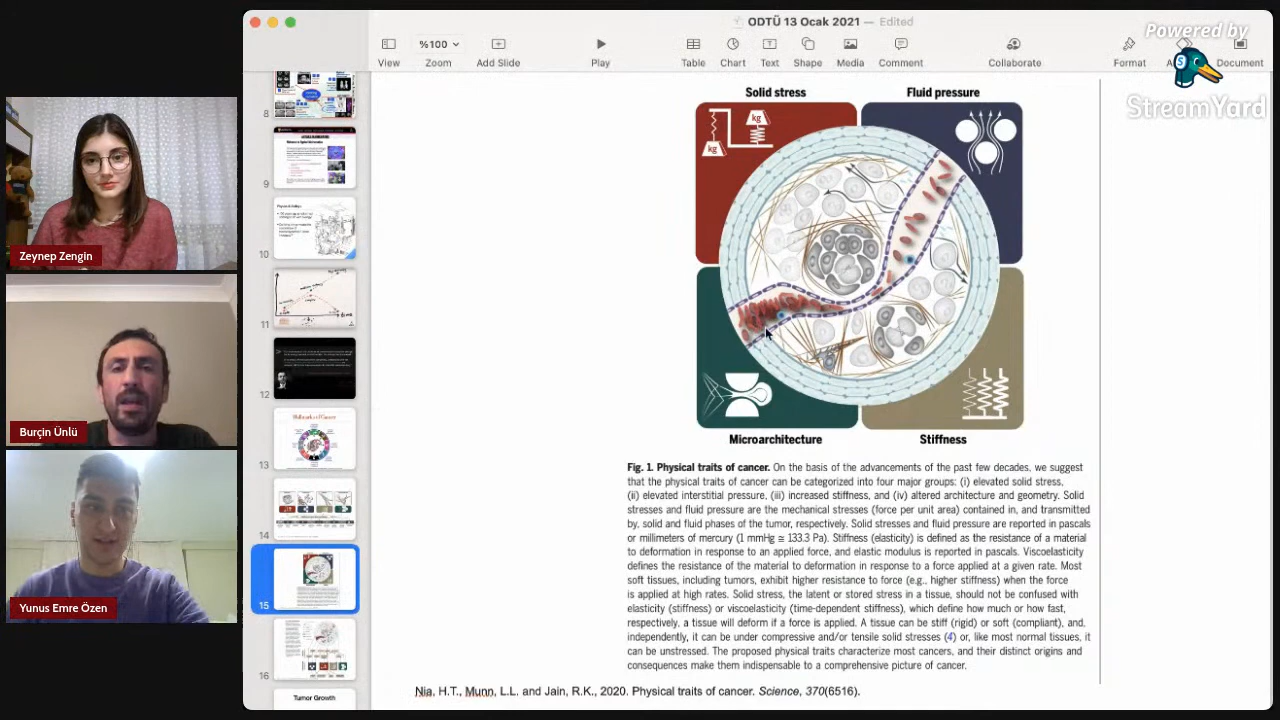 ODTÜ 13 Ocak 2021 — Edited
Powered by
StreamYard
View
%100
Zoom
Add Slide
Play
Table
Chart
Text
Shape
Media
Comment
Collaborate
Format
Document
8
9
10
11
12
13
Hallmarks of Cancer
14
15
16
Tumor Growth
Zeynep Zengin
Burçin Ünlü
Yunus Emre Özen
Solid stress
Fluid pressure
kg
kg
Microarchitecture
Stiffness
Fig. 1. Physical traits of cancer. On the basis of the advancements of the past few decades, we suggest
that the physical traits of cancer can be categorized into four major groups: (i) elevated solid stress,
(ii) elevated interstitial pressure, (iii) increased stiffness, and (iv) altered architecture and geometry. Solid
stresses and fluid pressure are the mechanical stresses (force per unit area) contained in, and transmitted
by, solid and fluid phases of the tumor, respectively. Solid stresses and fluid pressure are reported in pascals
or millimeters of mercury (1 mmHg ≅ 133.3 Pa). Stiffness (elasticity) is defined as the resistance of a material
to deformation in response to an applied force, and elastic modulus is reported in pascals. Viscoelasticity
defines the resistance of the material to deformation in response to a force applied at a given rate. Most
soft tissues, including tumors, exhibit higher resistance to force (e.g., higher stiffness) when the force
is applied at high rates. Solid stress, the latent or stored stress in a tissue, should not be confused with
elasticity (stiffness) or viscoelasticity (time-dependent stiffness), which define how much or how fast,
respectively, a tissue will deform if a force is applied. A tissue can be stiff (rigid) or soft (compliant), and,
independently, it can be under compressive and/or tensile solid stresses (4) or, like most normal tissues, it
can be unstressed. The proposed physical traits characterize most cancers, and their distinct origins and
consequences make them indispensable to a comprehensive picture of cancer.
Nia, H.T., Munn, L.L. and Jain, R.K., 2020. Physical traits of cancer. Science, 370(6516).